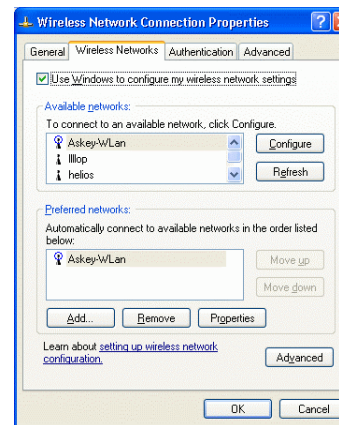 Wireless Network Connection Properties
General Wireless Networks Authentication Advanced
Use Windows to configure my wireless network settings
Available networks:
To connect to an available network, click Configure.
Askey-WLan
llllop
helios
Configure
Refresh
Preferred networks:
Automatically connect to available networks in the order listed
below:
Askey-WLan
Move up
Move down
Add... Remove Properties
Learn about setting up wireless network
configuration.
Advanced
OK Cancel